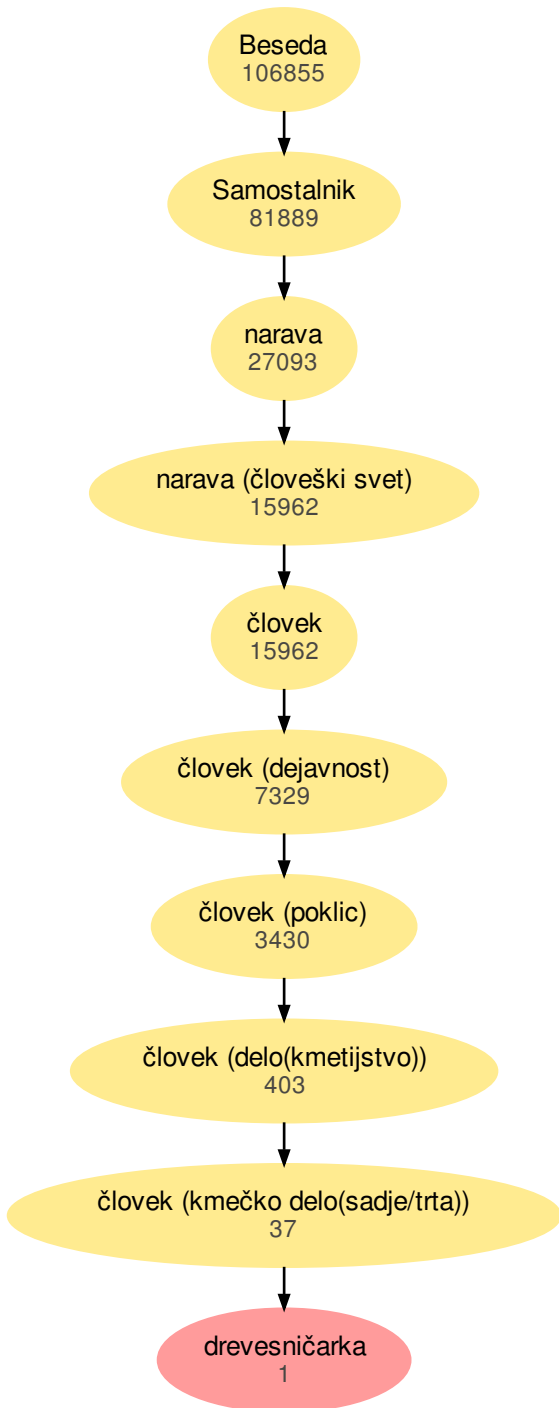 Beseda
106855
Samostalnik
81889
narava
27093
narava (človeški svet)
15962
človek
15962
človek (dejavnost)
7329
človek (poklic)
3430
človek (delo(kmetijstvo))
403
človek (kmečko delo(sadje/trta))
37
drevesničarka
1